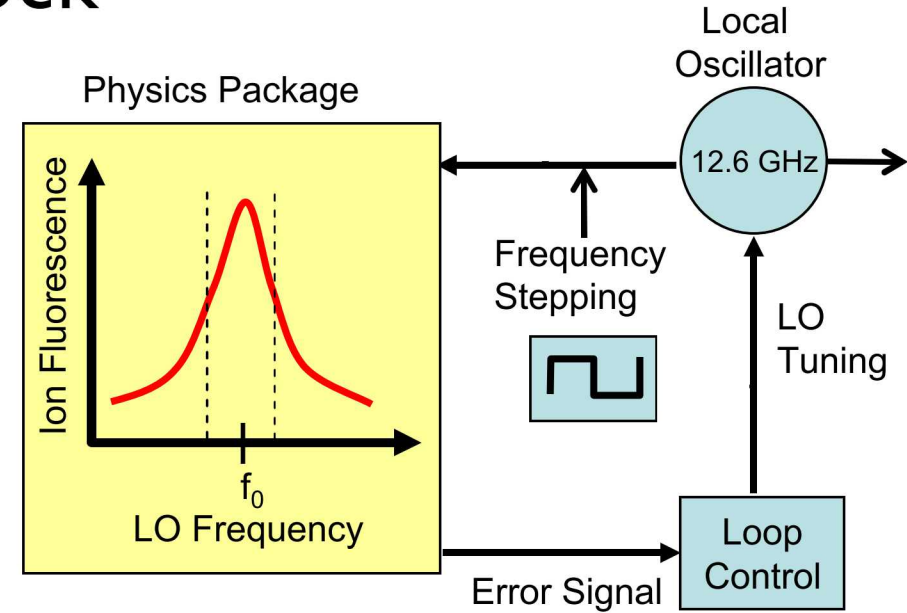 Local
Oscillator
Physics Package
12.6 GHz
Ion Fluorescence
Frequency
Stepping
LO
Tuning
f0
LO Frequency
Loop
Control
Error Signal